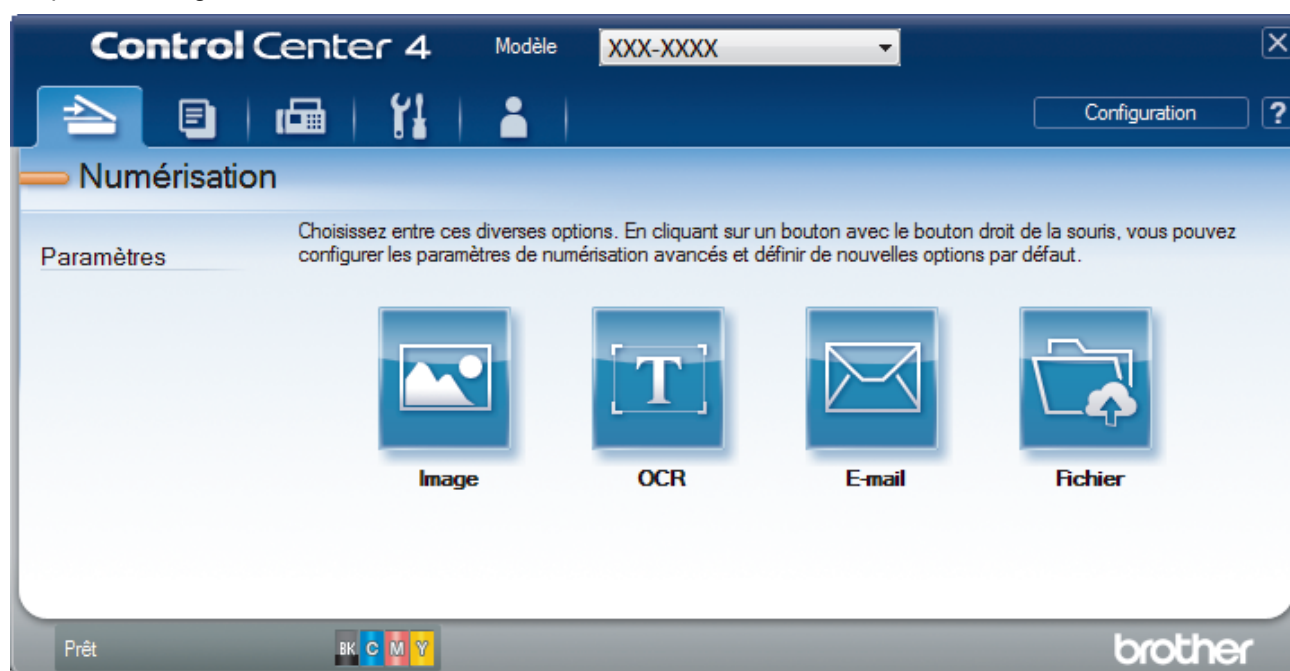 Control Center 4
Modèle
XXX-XXXX
Configuration
?
Numérisation
Paramètres
Choisissez entre ces diverses options. En cliquant sur un bouton avec le bouton droit de la souris, vous pouvez
configurer les paramètres de numérisation avancés et définir de nouvelles options par défaut.
T
Image
OCR
E-mail
Fichier
Prêt
BK C M Y
brother